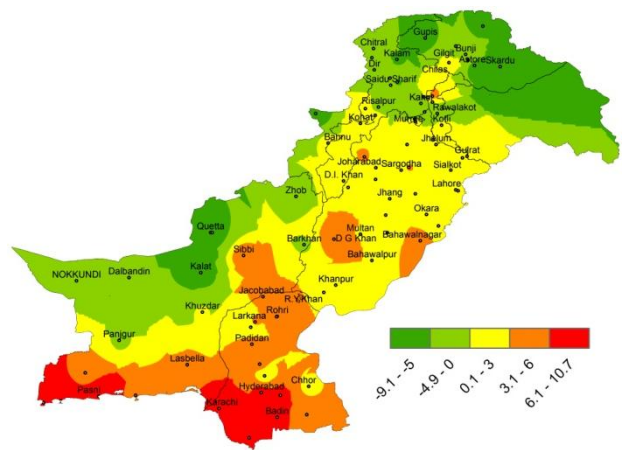 Gupis
Chitral
Bunji
Kalam
Gilgit
Astore
Skardu
Dir
Chilas
Saidu Sharif
Risalpur
Rawalakot
Kohat
Kotli
Bannu
Jhelum
Gujrat
Joharabad
Sargodha
Sialkot
D.I. Khan
Zhob
Jhang
Lahore
Okara
Quetta
Multan
Barkhan
D G Khan
Bahawalnagar
Sibbi
Bahawalpur
Kalat
NOKKUNDI
Dalbandin
Khanpur
Jacobabad
R.Y.Khan
Khuzdar
Larkana
Rohri
Panjgur
Padidan
Lasbella
Pasni
Hyderabad
Chhor
Karachi
Badin
-9.1 - -5
-4.9 - 0
0.1 - 3
3.1 - 6
6.1 - 10.7